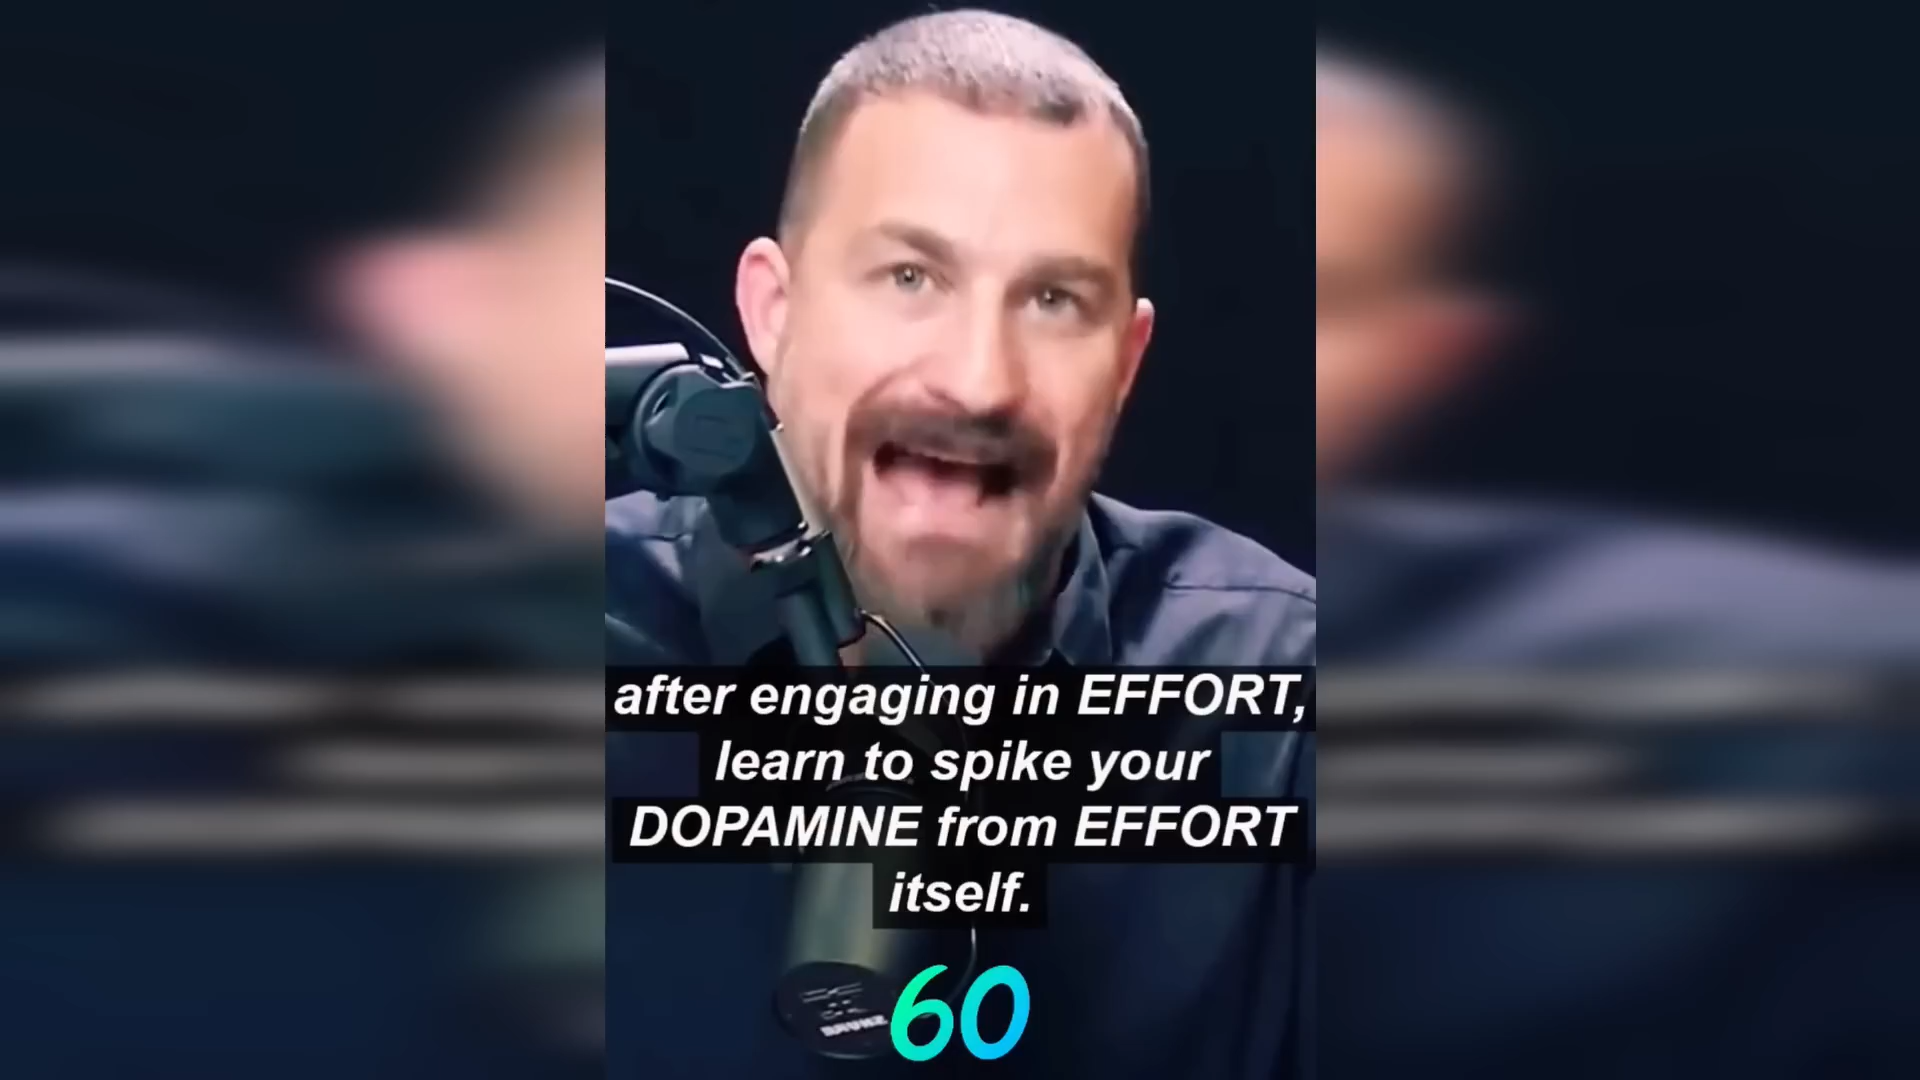 after engaging in EFFORT,
learn to spike your
DOPAMINE from EFFORT
itself.
60